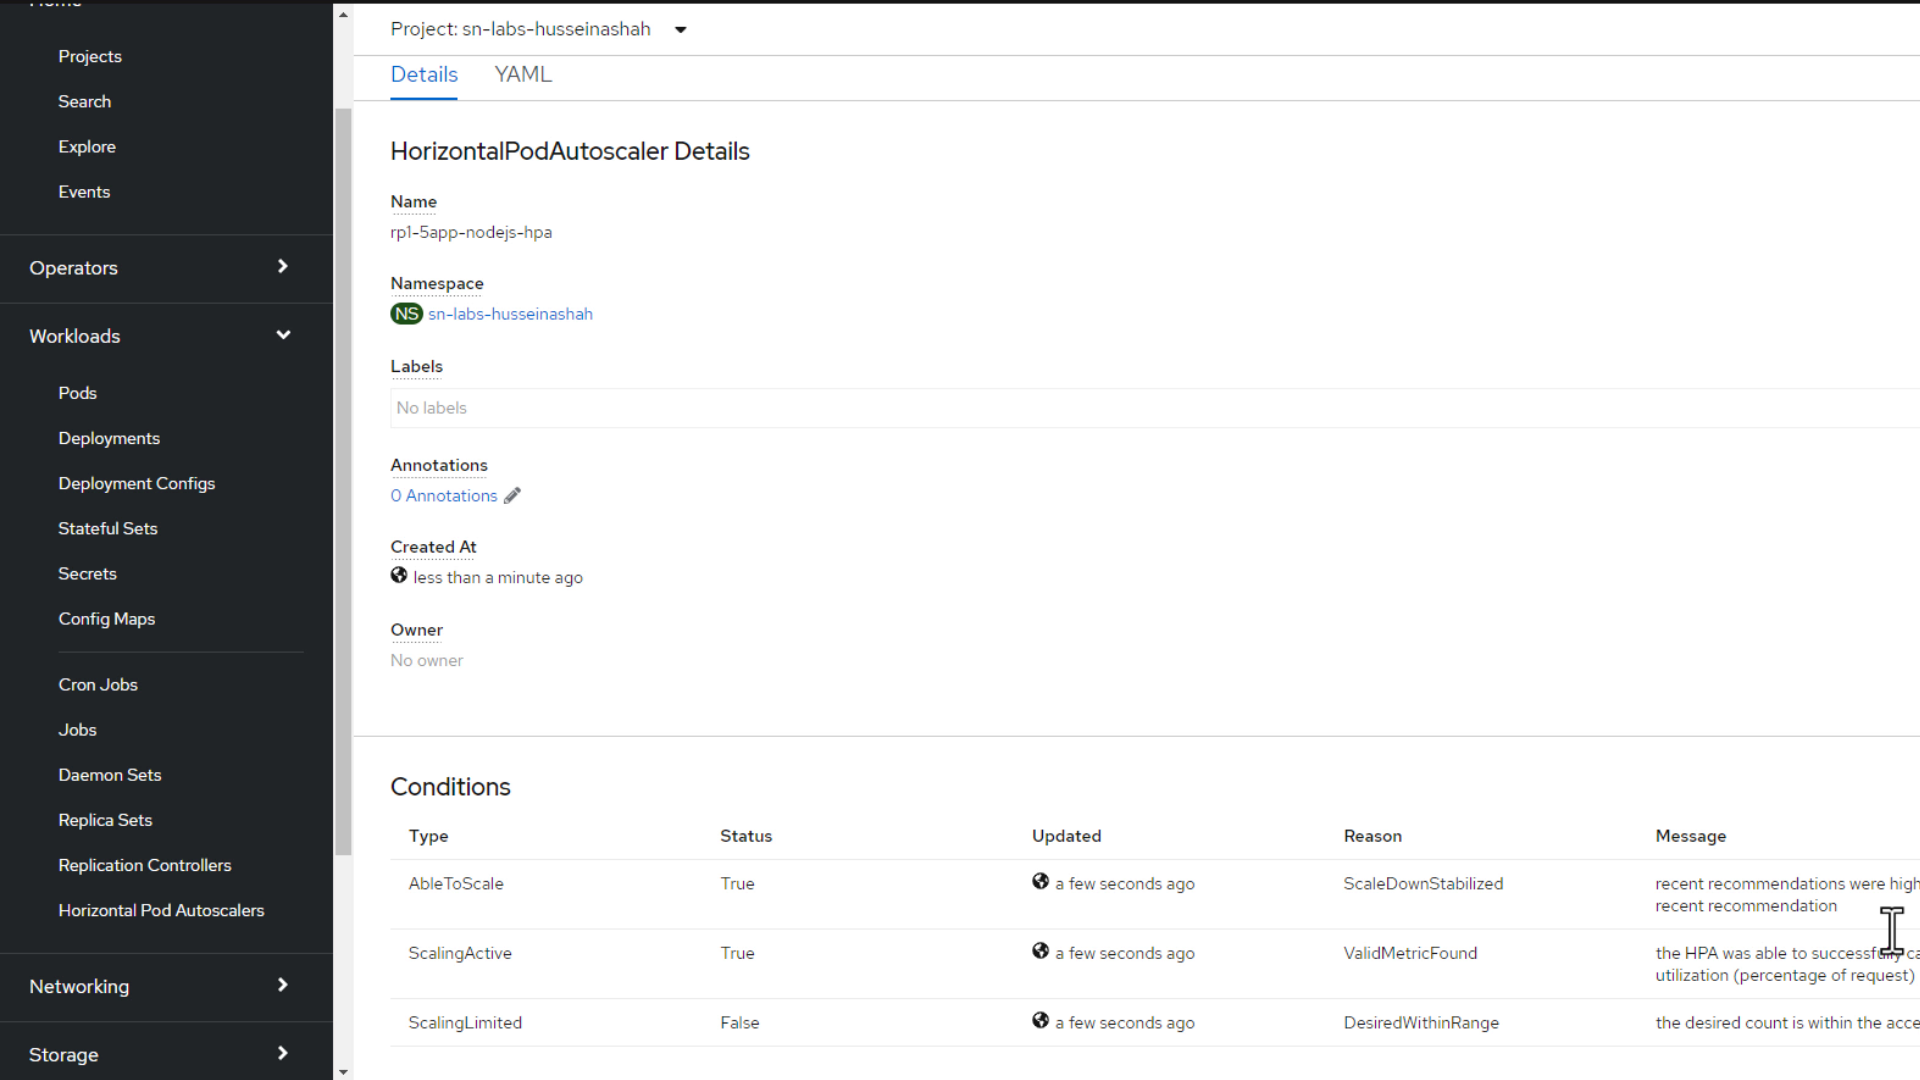 Projects
Search
Explore
Events
Operators
Workloads
Pods
Deployments
Deployment Configs
Stateful Sets
Secrets
Config Maps
Cron Jobs
Jobs
Daemon Sets
Replica Sets
Replication Controllers
Horizontal Pod Autoscalers
Networking
Storage
Project: sn-labs-husseinashah
Details YAML
HorizontalPodAutoscaler Details
Name
rp1-5app-nodejs-hpa
Namespace
NS sn-labs-husseinashah
Labels
No labels
Annotations
0 Annotations
Created At
less than a minute ago
Owner
No owner
Conditions
Type Status Updated Reason Message
AbleToScale True a few seconds ago ScaleDownStabilized recent recommendations were high
recent recommendation
ScalingActive True a few seconds ago ValidMetricFound the HPA was able to successfully ca
utilization (percentage of request)
ScalingLimited False a few seconds ago DesiredWithinRange the desired count is within the acce